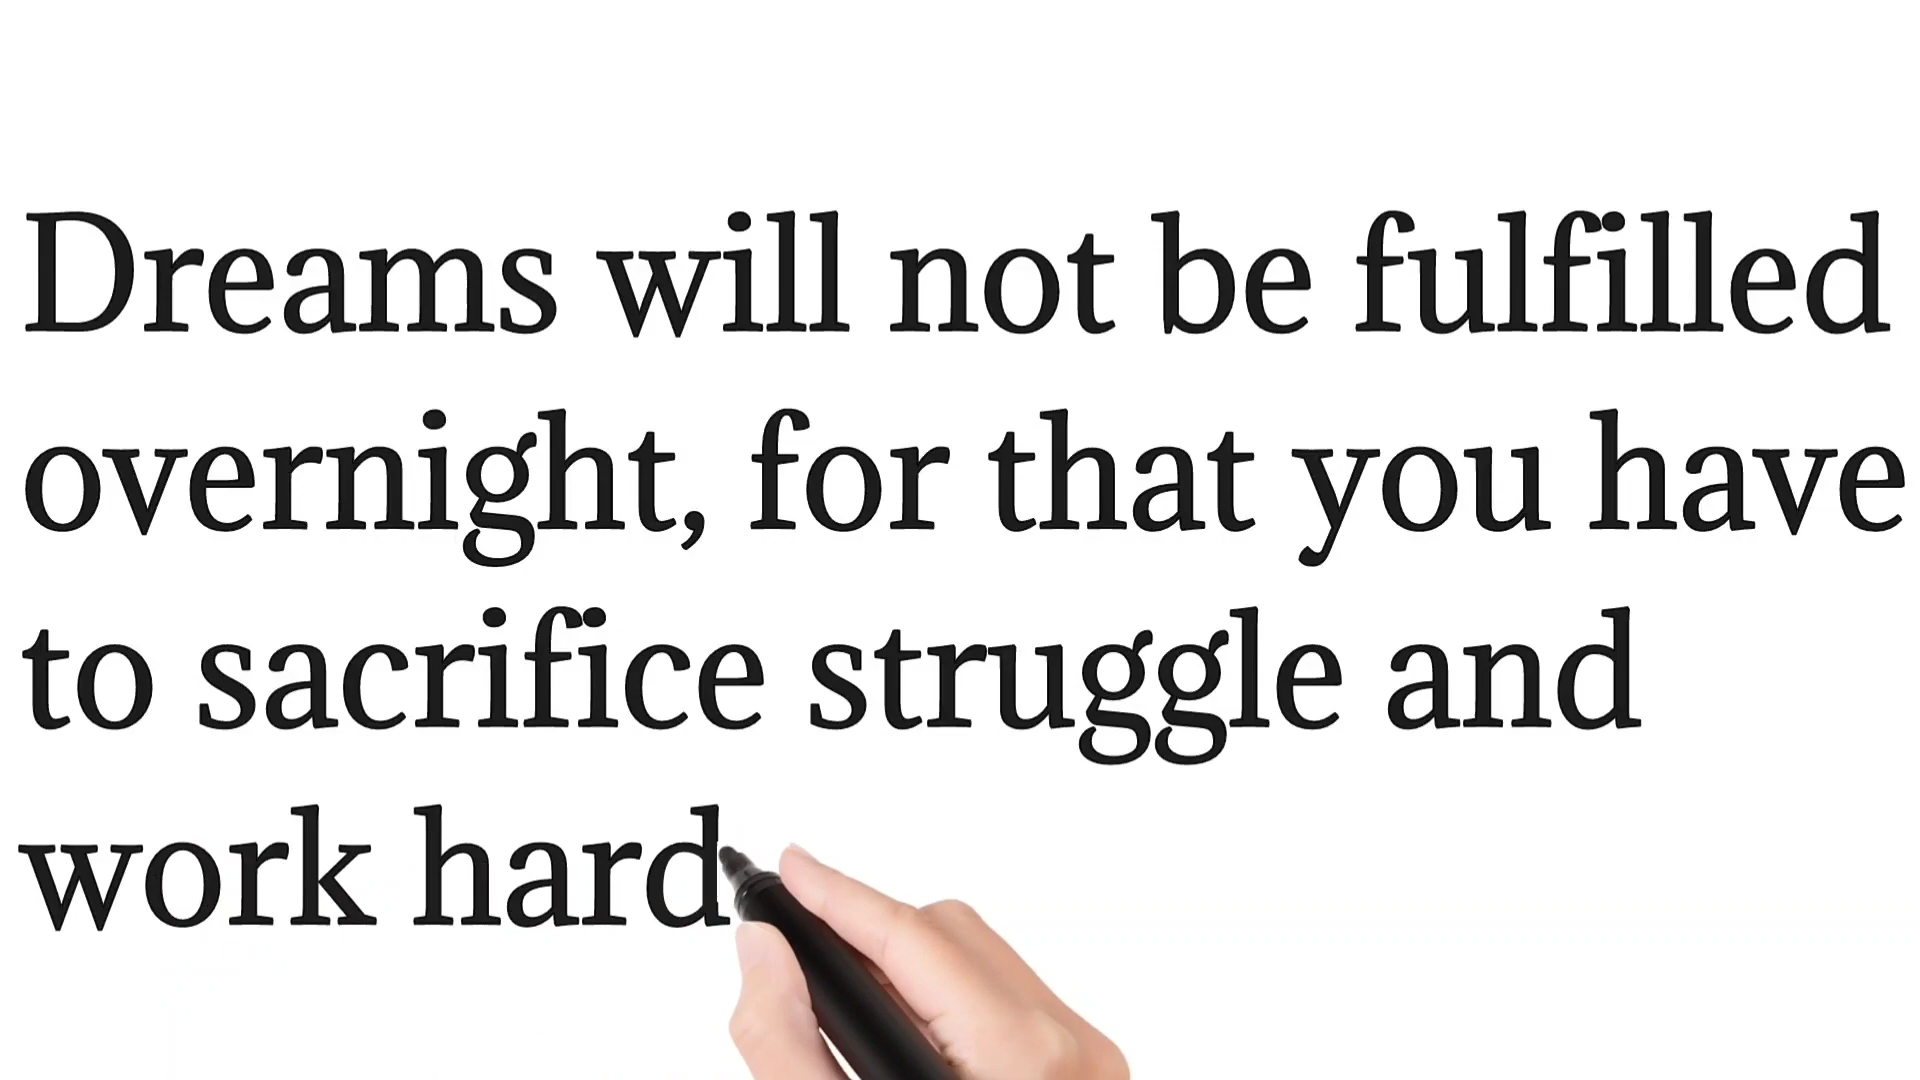 Dreams will not be fulfilled
overnight, for that you have
to sacrifice struggle and
work hard